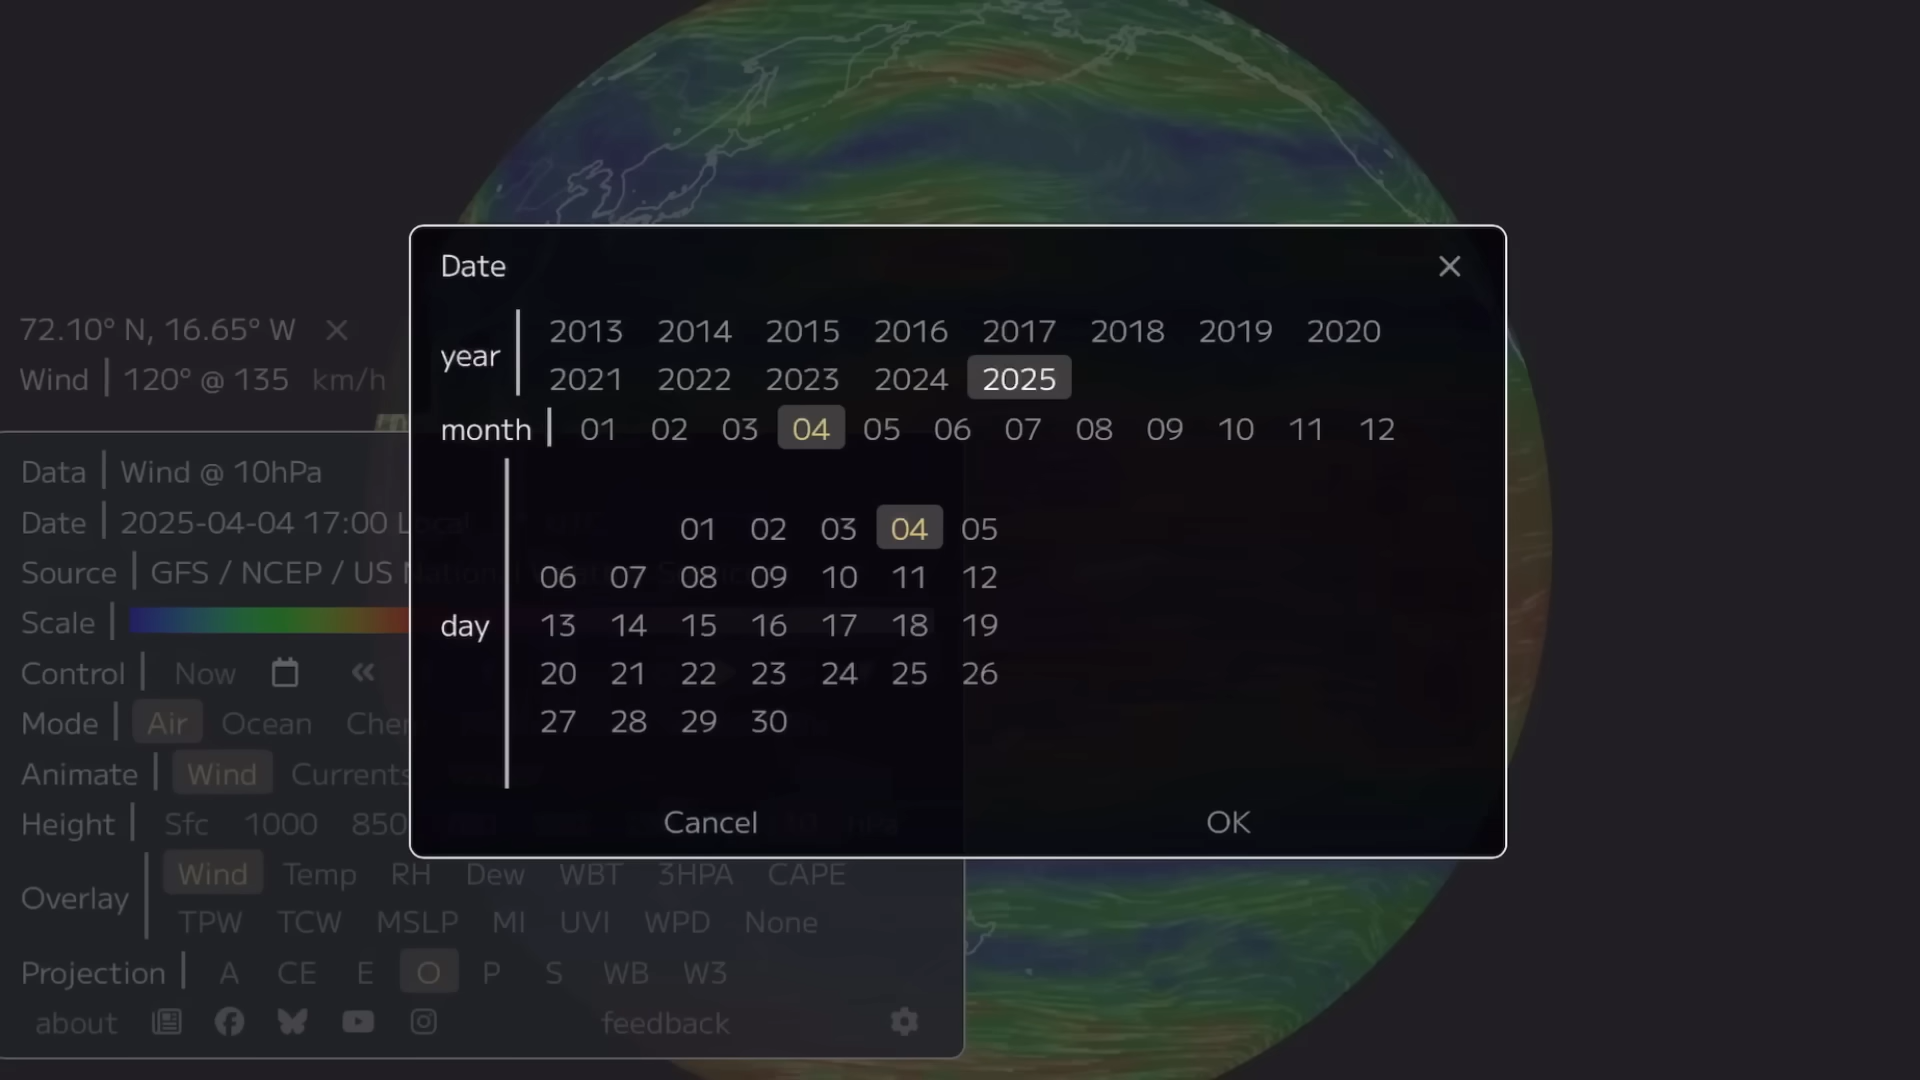 Date
year
2013 2014 2015 2016 2017 2018 2019 2020
2021 2022 2023 2024 2025
month 01 02 03 04 05 06 07 08 09 10 11 12
day
01 02 03 04 05
06 07 08 09 10 11 12
13 14 15 16 17 18 19
20 21 22 23 24 25 26
27 28 29 30
Cancel OK
72.10° N, 16.65° W
Wind | 120° @ 135 km/h
Data | Wind @ 10hPa
Date | 2025-04-04 17:00 Local
Source | GFS / NCEP / US National
Scale
Control | Now «
Mode | Air Ocean
Animate | Wind Currents
Height | Sfc 1000 850
Overlay
Wind Temp RH Dew WBT 3HPA CAPE
TPW TCW MSLP MI UVI WPD None
Projection | A CE E O P S WB W3
about feedback